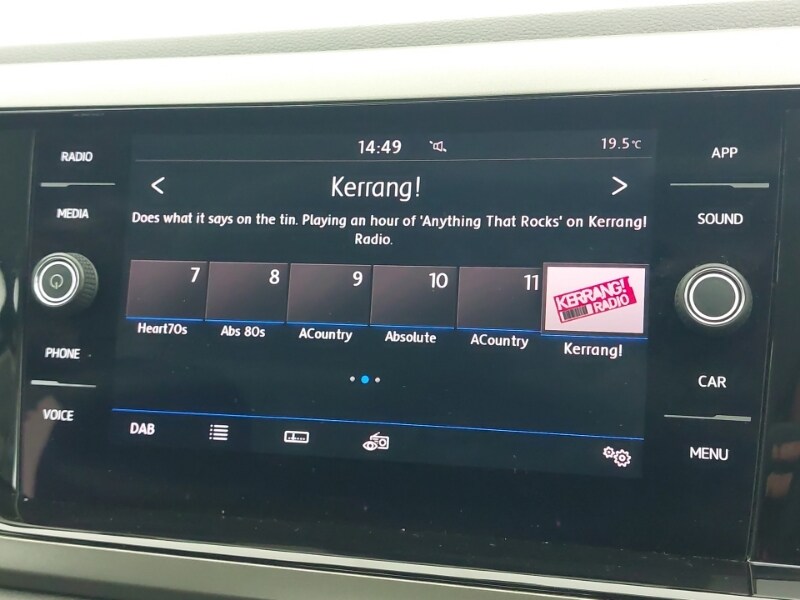 RADIO
MEDIA
PHONE
VOICE
14:49
19.5°C
< Kerrang! >
Does what it says on the tin. Playing an hour of 'Anything That Rocks' on Kerrang!
Radio.
7 8 9 10 11
KERRANG!
RADIO
Heart70s Abs 80s ACountry Absolute ACountry Kerrang!
DAB
APP
SOUND
CAR
MENU